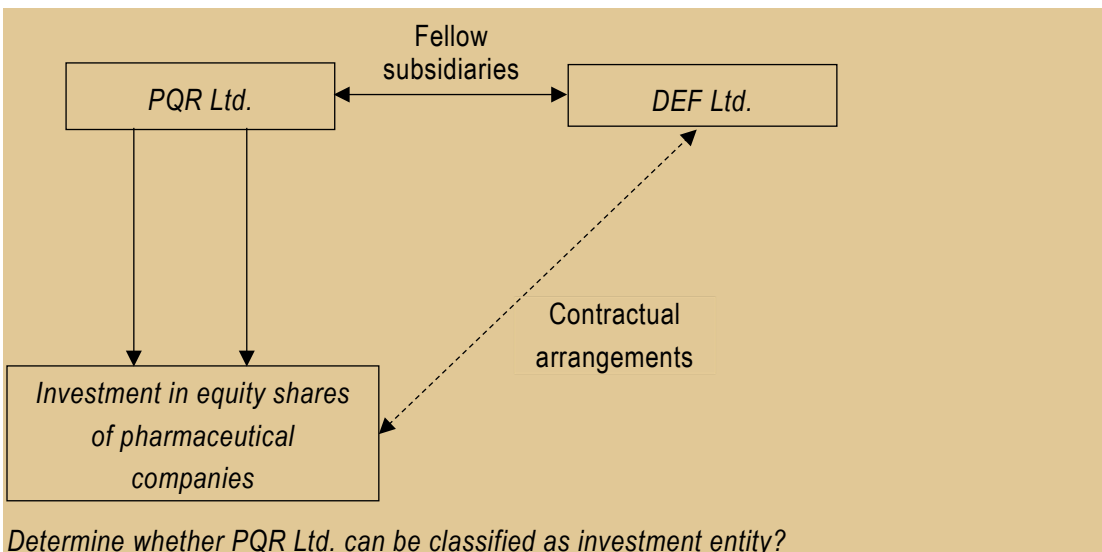 Fellow
subsidiaries
PQR Ltd.
DEF Ltd.
Contractual
arrangements
Investment in equity shares
of pharmaceutical
companies
Determine whether PQR Ltd. can be classified as investment entity?